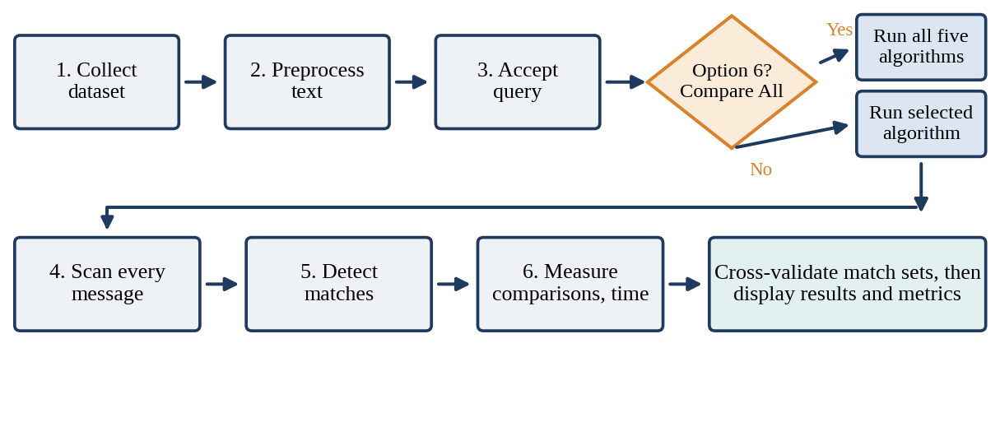 1. Collect
dataset
2. Preprocess
text
3. Accept
query
Option 6?
Compare All
Yes
Run all five
algorithms
No
Run selected
algorithm
4. Scan every
message
5. Detect
matches
6. Measure
comparisons, time
Cross-validate match sets, then
display results and metrics